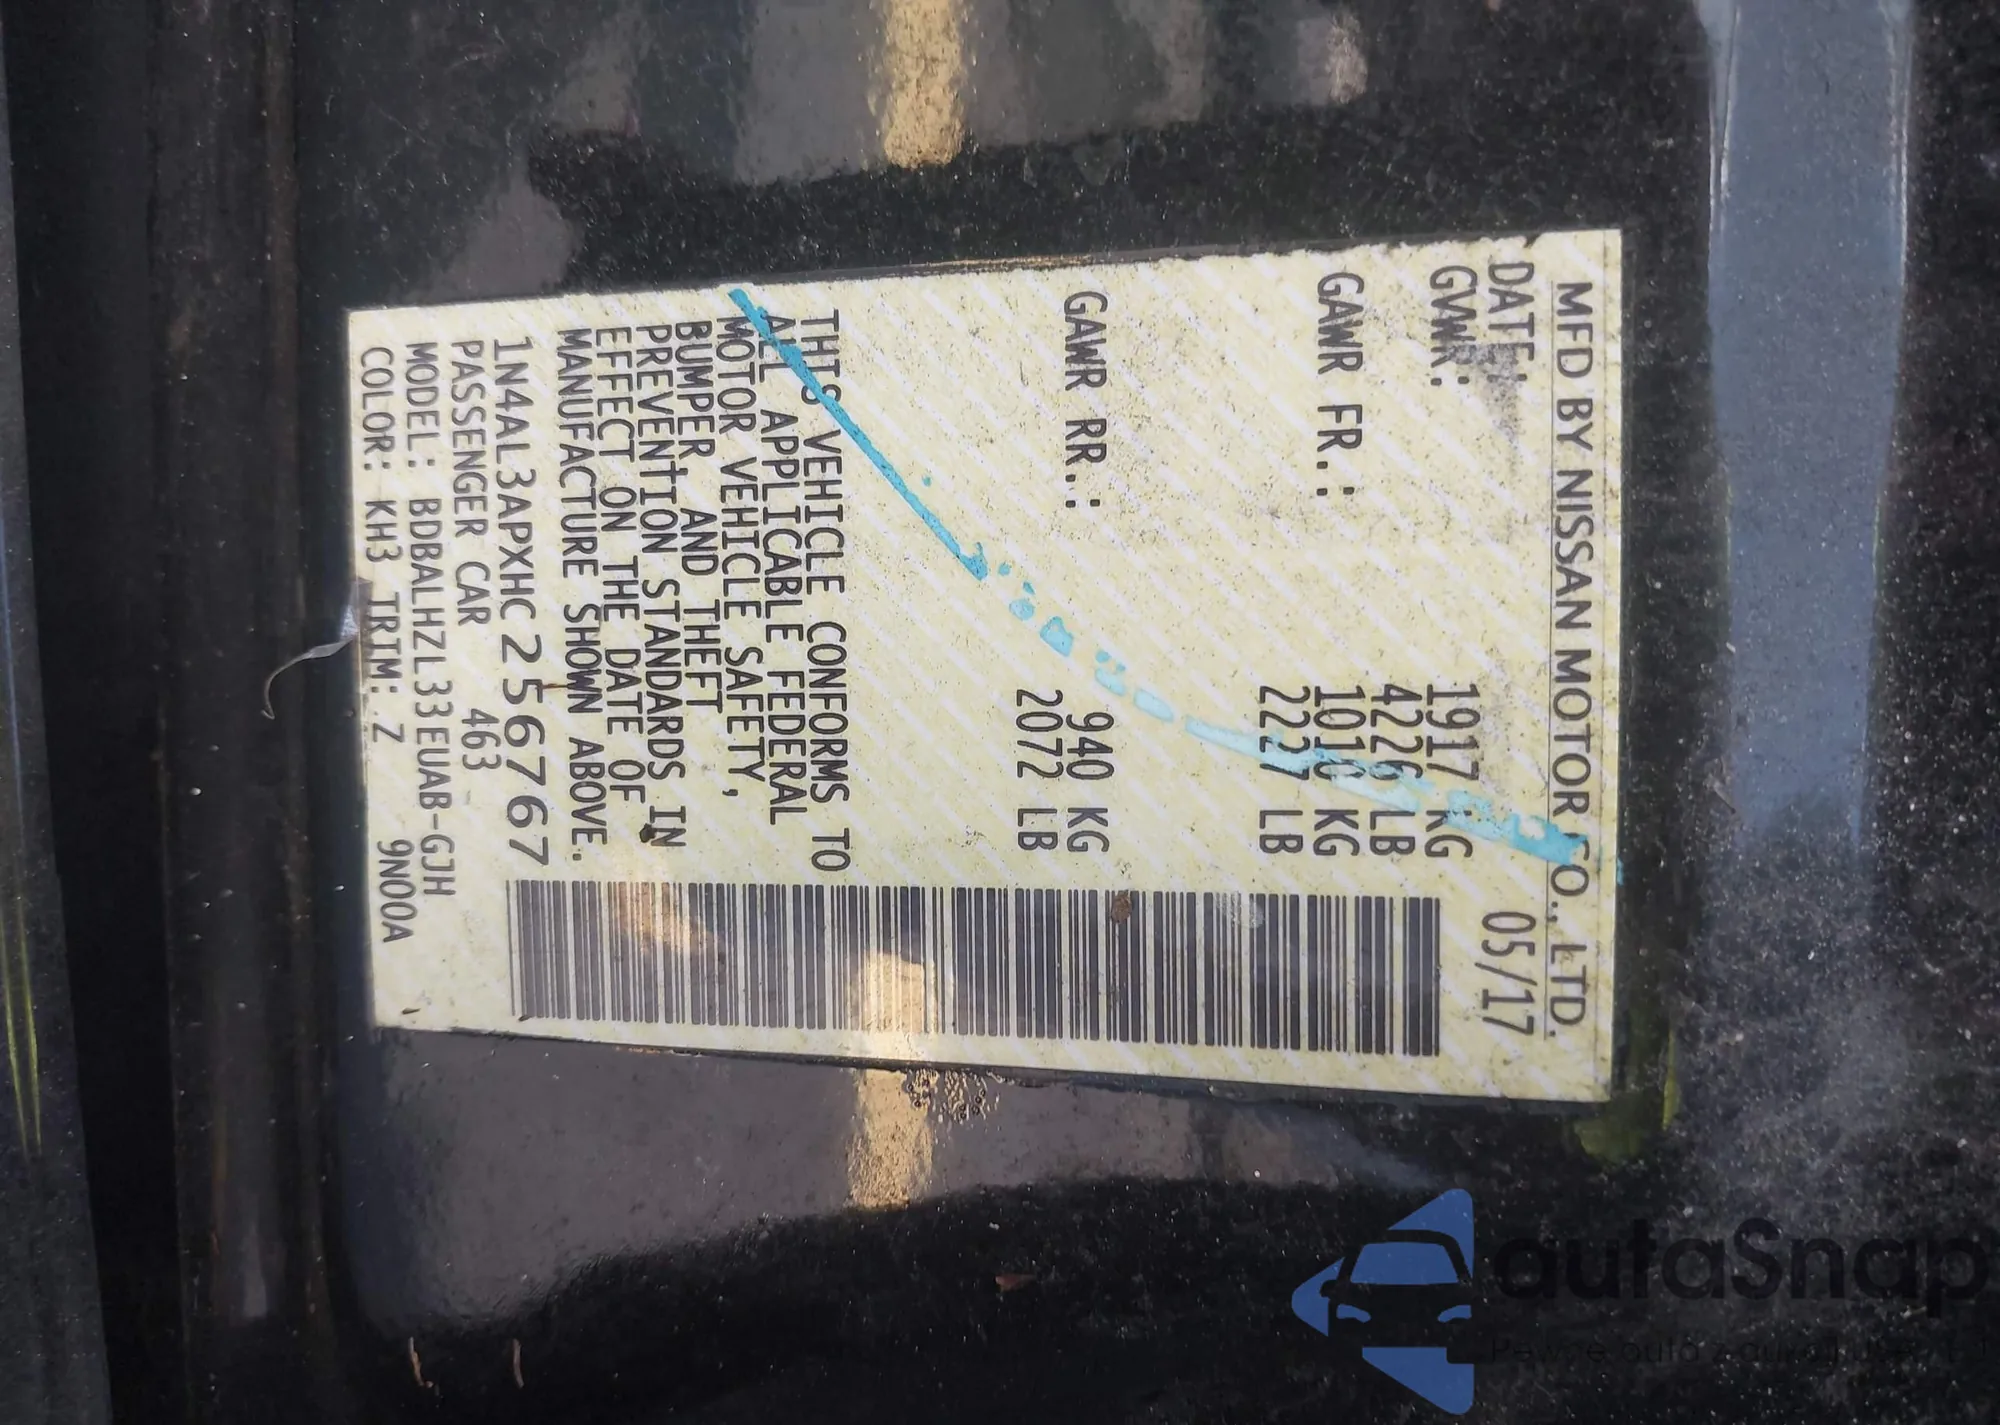 MFD BY NISSAN MOTOR CO., LTD.
DATE: 05/17
GVWR: 1917 KG
4226 LB
GAWR FR.: 1010 KG
2227 LB
GAWR RR.: 940 KG
2072 LB
THIS VEHICLE CONFORMS TO
ALL APPLICABLE FEDERAL
MOTOR VEHICLE SAFETY,
BUMPER, AND THEFT
PREVENTION STANDARDS IN
EFFECT ON THE DATE OF
MANUFACTURE SHOWN ABOVE.
1N4AL3APXHC256767
PASSENGER CAR 463
MODEL: BDBALHZL33EUAB-GJH
COLOR: KH3 TRIM: Z 9N00A
autaSnap
Pewne auta z